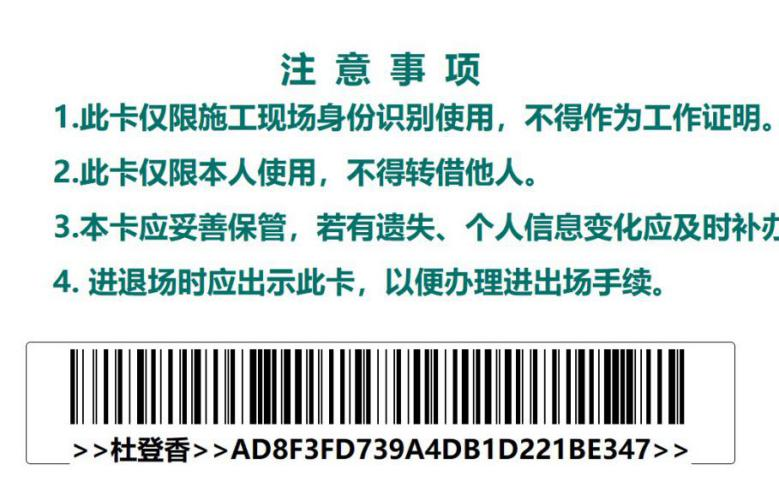 注意事项
1.此卡仅限施工现场身份识别使用，不得作为工作证明。
2.此卡仅限本人使用，不得转借他人。
3.本卡应妥善保管，若有遗失、个人信息变化应及时补办
4. 进退场时应出示此卡，以便办理进出场手续。
>>杜登香>>AD8F3FD739A4DB1D221BE347>>